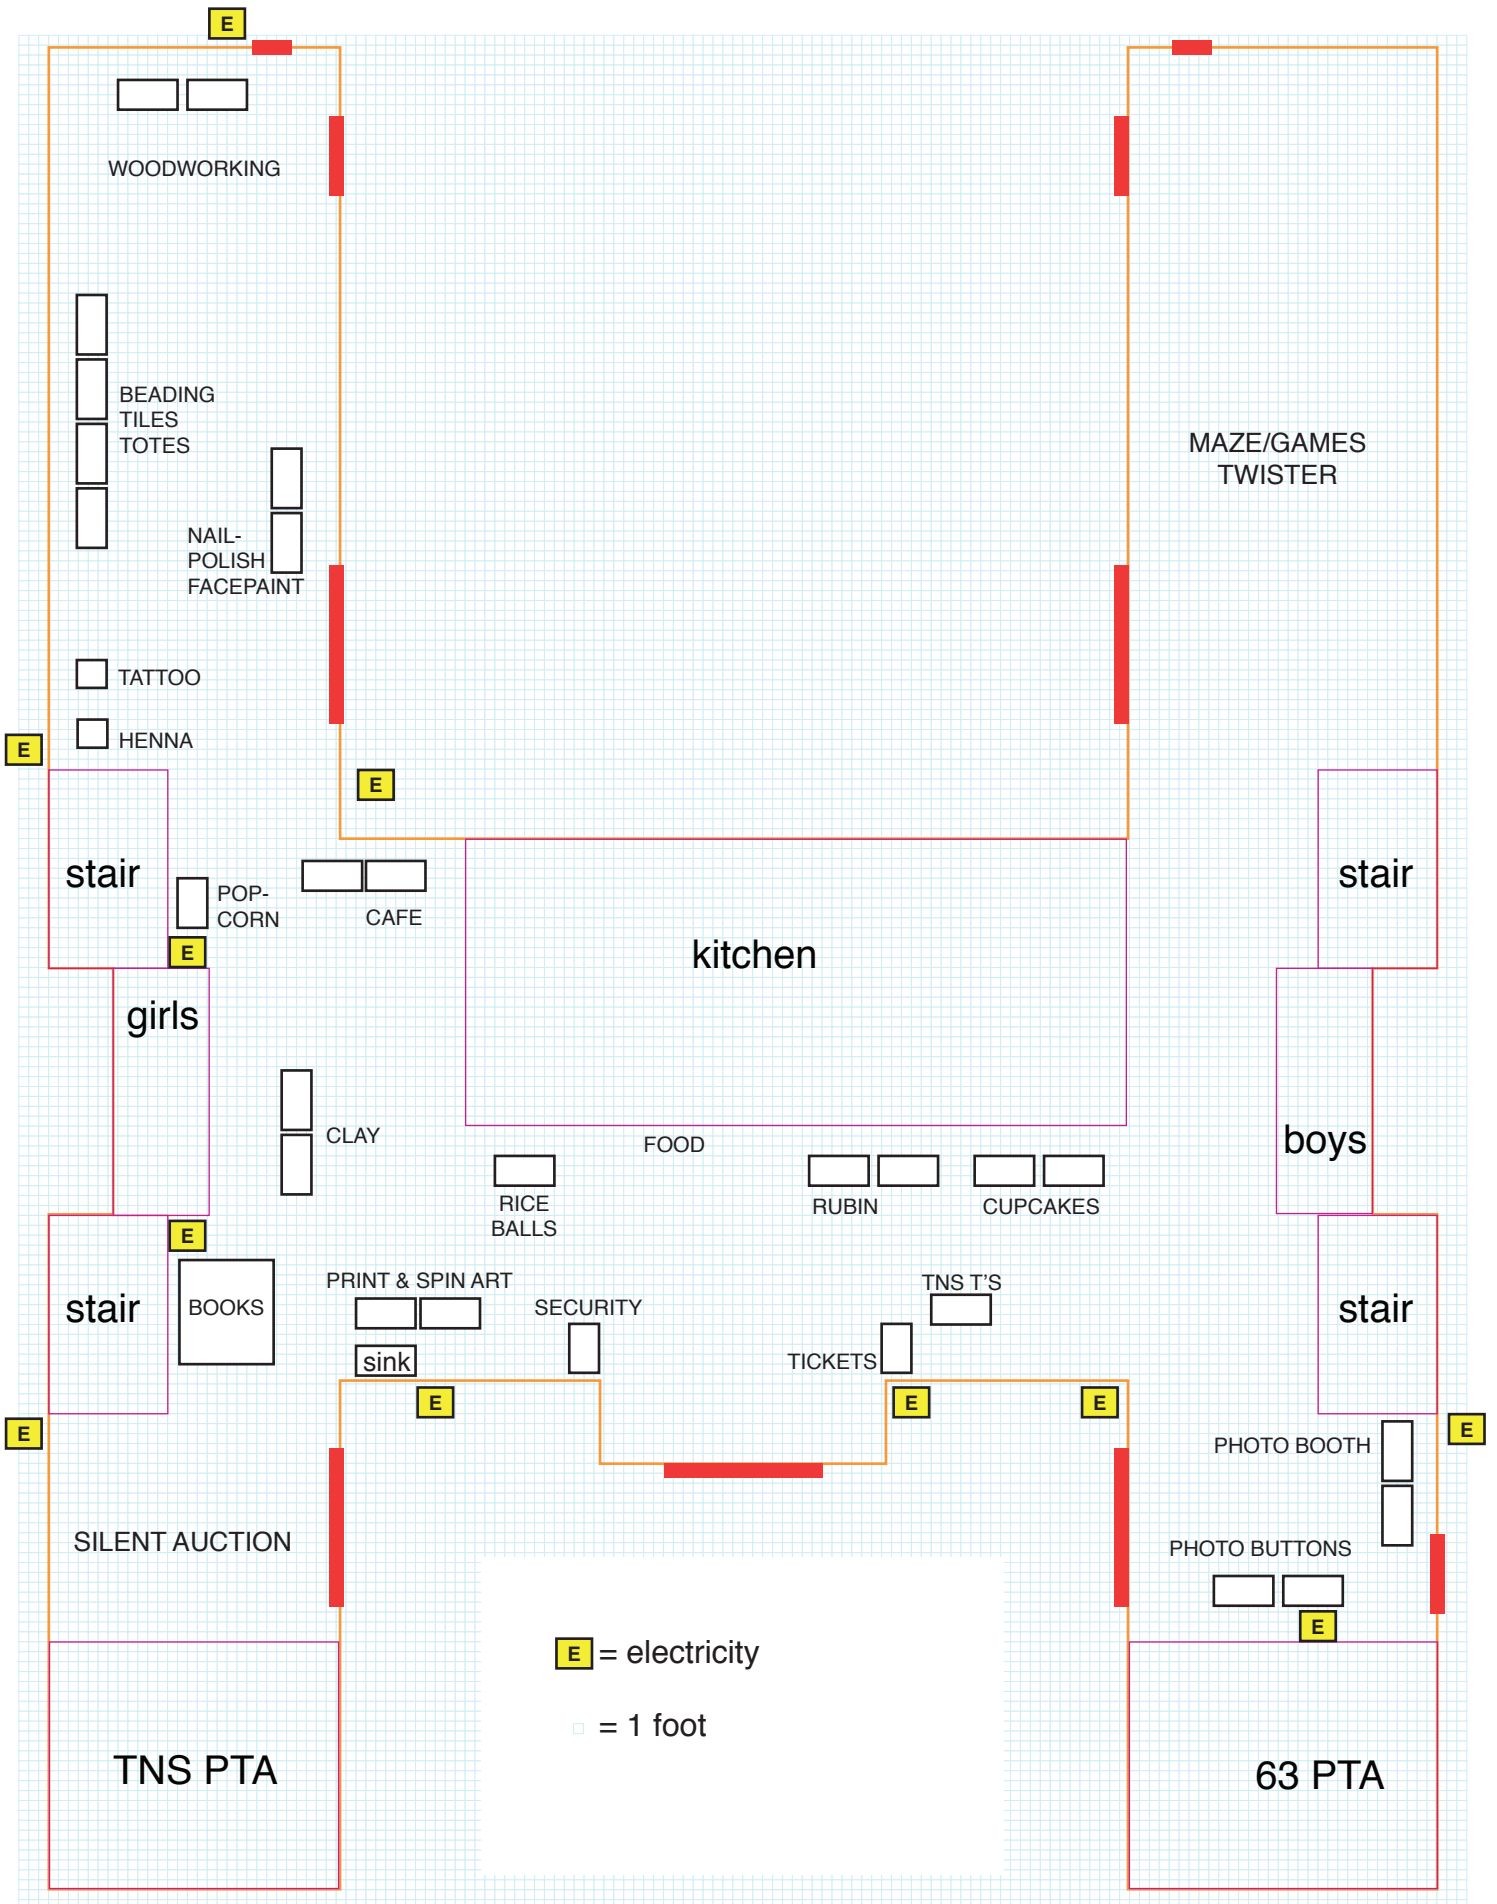 E
WOODWORKING
BEADING
TILES
TOTES
MAZE/GAMES
TWISTER
NAIL-
POLISH
FACEPAINT
TATTOO
HENNA
E
E
stair
POP-
CORN
CAFE
stair
kitchen
E
girls
CLAY
FOOD
boys
RICE
BALLS
RUBIN
CUPCAKES
E
stair
BOOKS
PRINT & SPIN ART
SECURITY
TNS T'S
stair
sink
TICKETS
E
E
E
E
E
PHOTO BOOTH
SILENT AUCTION
PHOTO BUTTONS
E
E = electricity
= 1 foot
TNS PTA
63 PTA